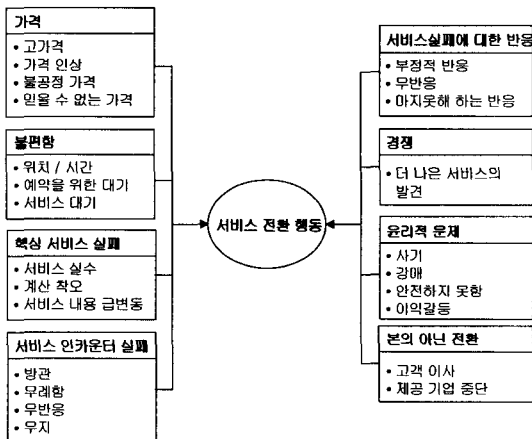 가격
• 고가격
• 가격 인상
• 불공정 가격
• 믿을 수 없는 가격
불편함
• 위치 / 시간
• 예약을 위한 대기
• 서비스 대기
핵심 서비스 실패
• 서비스 실수
• 계산 착오
• 서비스 내용 급변동
서비스 인카운터 실패
• 방관
• 무례함
• 무반응
• 무지
서비스 전환 행동
서비스실패에 대한 반응
• 부정적 반응
• 무반응
• 마지못해 하는 반응
경쟁
• 더 나은 서비스의
발견
윤리적 문제
• 사기
• 강매
• 안전하지 못함
• 이익갈등
본의 아닌 전환
• 고객 이사
• 제공 기업 중단